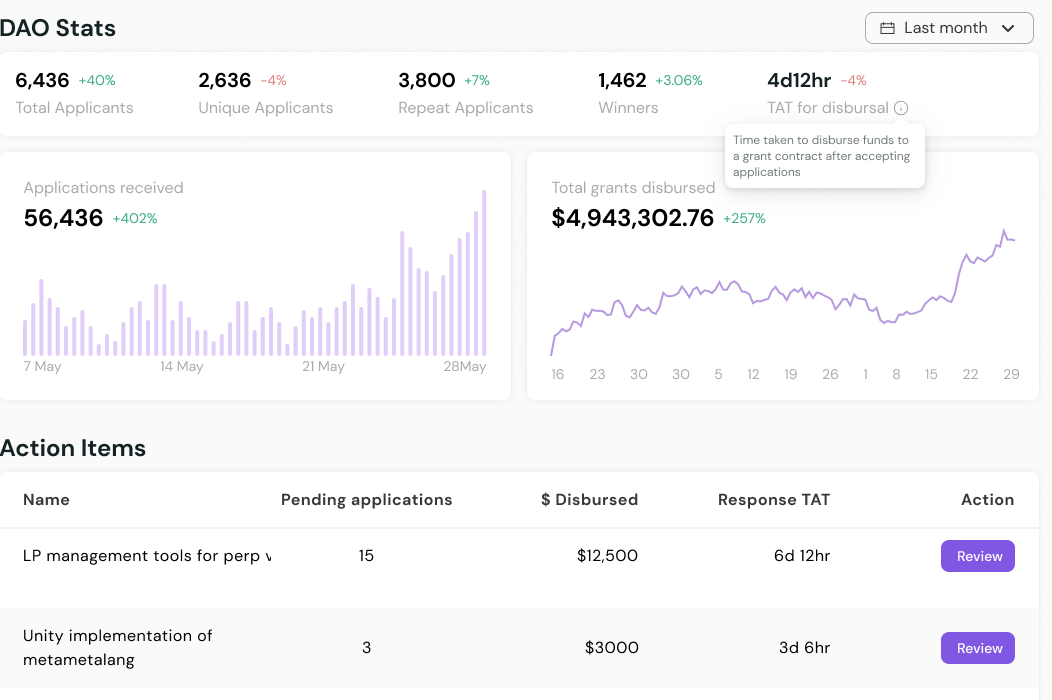 DAO Stats
Last month
6,436 +40%
Total Applicants
2,636 -4%
Unique Applicants
3,800 +7%
Repeat Applicants
1,462 +3.06%
Winners
4d12hr -4%
TAT for disbursal
Time taken to disburse funds to
a grant contract after accepting
applications
Applications received
56,436 +402%
7 May 14 May 21 May 28May
Total grants disbursed
$4,943,302.76 +257%
16 23 30 30 5 12 19 26 1 8 15 22 29
Action Items
Name Pending applications $ Disbursed Response TAT Action
LP management tools for perp 15 $12,500 6d 12hr Review
Unity implementation of
metametalang 3 $3000 3d 6hr Review